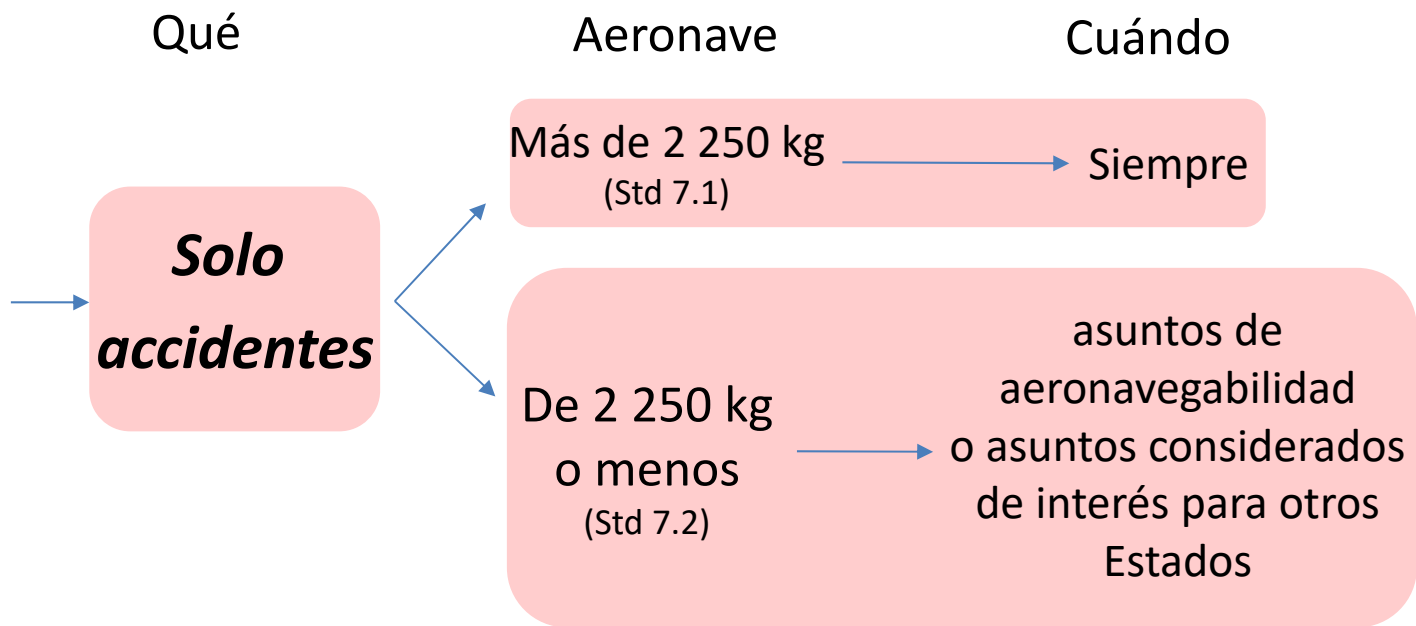 Qué
Aeronave
Cuándo
Solo
accidentes
Más de 2 250 kg
(Std 7.1)
Siempre
De 2 250 kg
o menos
(Std 7.2)
asuntos de
aeronavegabilidad
o asuntos considerados
de interés para otros
Estados